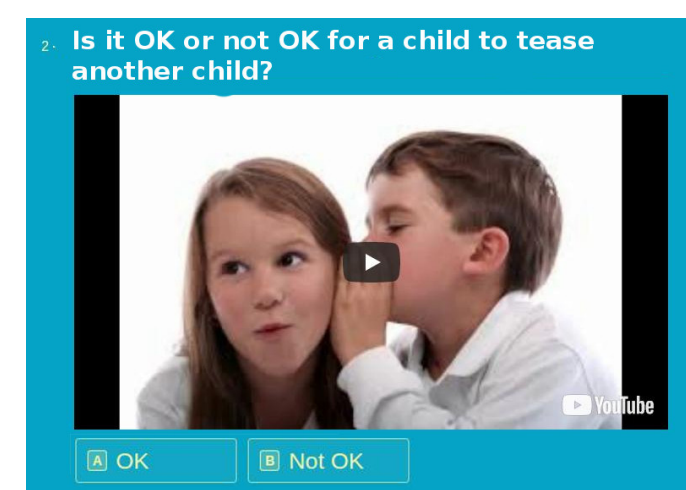 2· Is it OK or not OK for a child to tease
another child?
YouTube
A OK
B Not OK